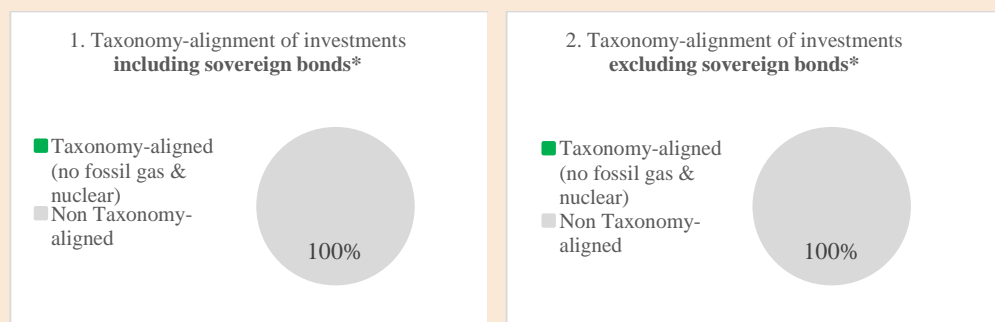 1. Taxonomy-alignment of investments
including sovereign bonds*
Taxonomy-aligned
(no fossil gas &
nuclear)
Non Taxonomy-
aligned
100%
2. Taxonomy-alignment of investments
excluding sovereign bonds*
Taxonomy-aligned
(no fossil gas &
nuclear)
Non Taxonomy-
aligned
100%